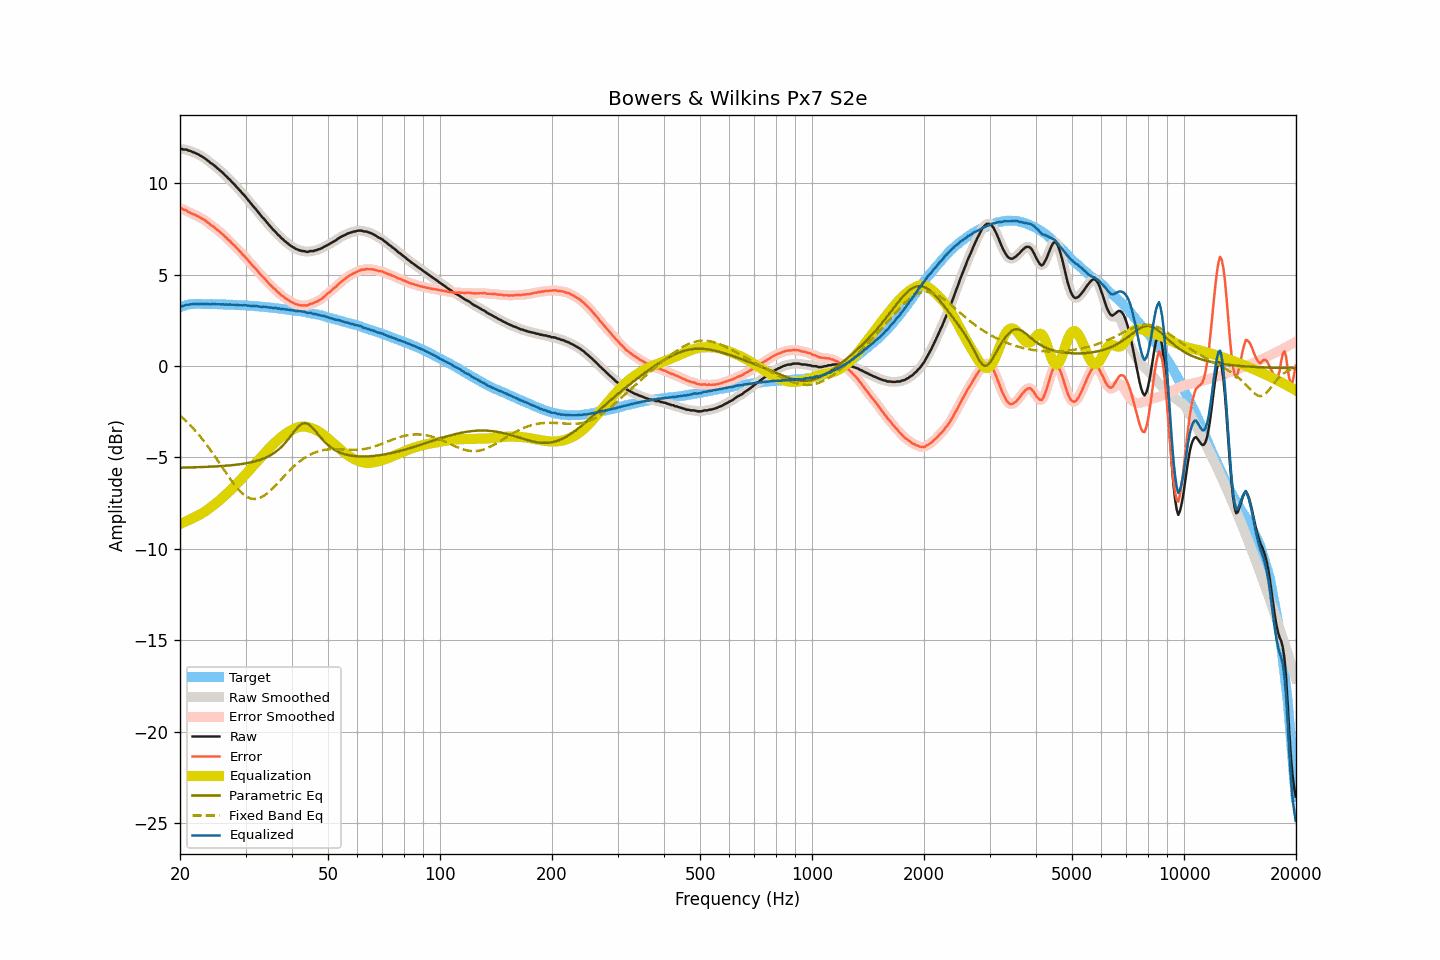 Bowers & Wilkins Px7 S2e
Amplitude (dBr)
10
5
0
−5
−10
−15
−20
−25
Target
Raw Smoothed
Error Smoothed
Raw
Error
Equalization
Parametric Eq
Fixed Band Eq
Equalized
20 50 100 200 500 1000 2000 5000 10000 20000
Frequency (Hz)